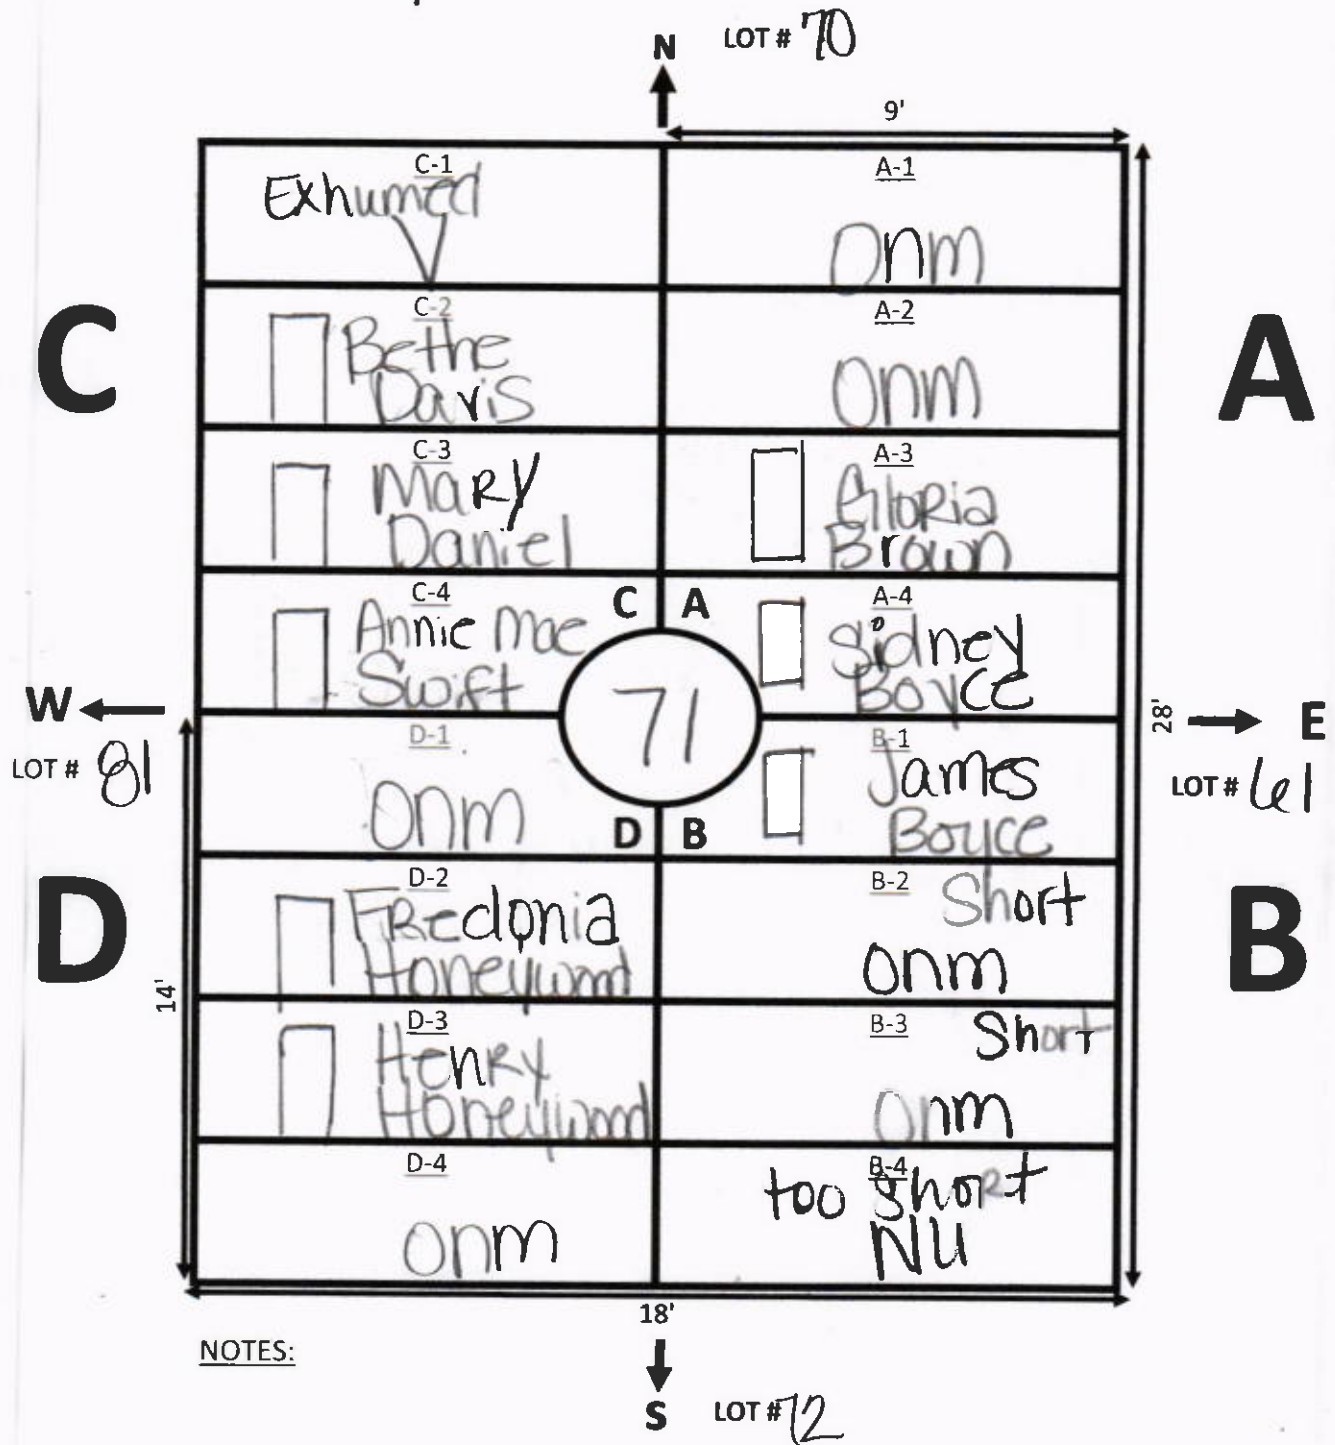 N LOT # 70
9'
C-1
Exhumed
A-1
Onm
C
C-2
Bethe
Davis
A-2
Onm
A
C-3
Mary
Daniel
A-3
Gloria
Brown
C-4
Annie Mae
Swift
C A
A-4
Sidney
Boyce
W
LOT # 81
71
28'
E
LOT # 61
D-1
Onm
D B
B-1
James
Boyce
D
14'
D-2
Fredonia
Honeywood
B-2 Short
Onm
B
D-3
Henry
Honeywood
B-3 Short
Onm
D-4
Onm
B-4
too short
NU
18'
NOTES:
S LOT # 72